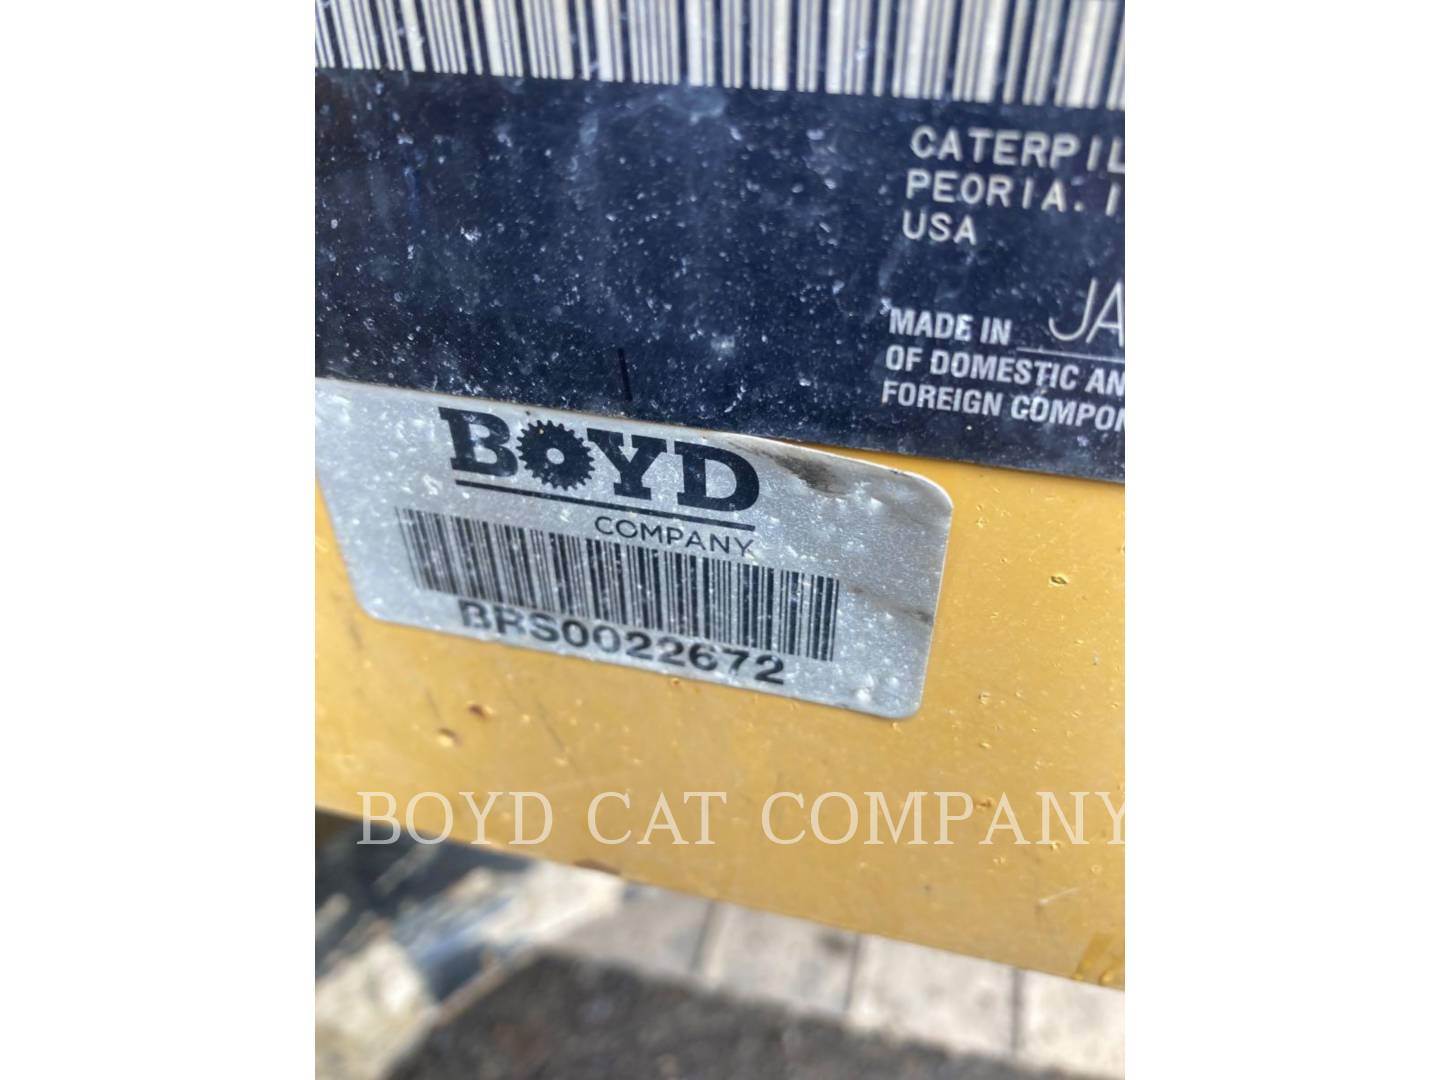 CATERPIL
PEORIA, I
USA
MADE IN JA
OF DOMESTIC AN
FOREIGN COMPON
BOYD
COMPANY
BRS0022672
BOYD CAT COMPANY